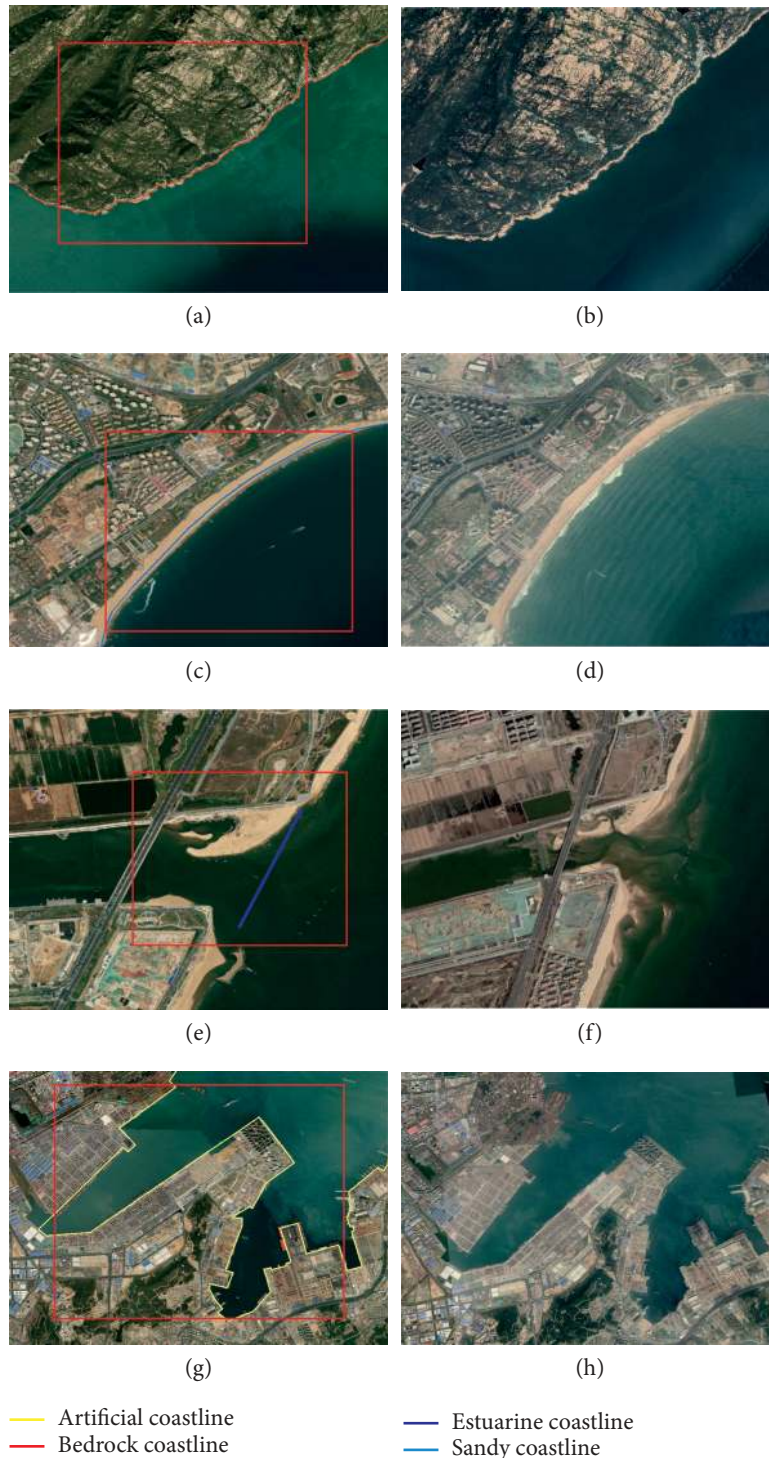 (a)
(b)
(c)
(d)
(e)
(f)
(g)
(h)
Artificial coastline
Bedrock coastline
Estuarine coastline
Sandy coastline